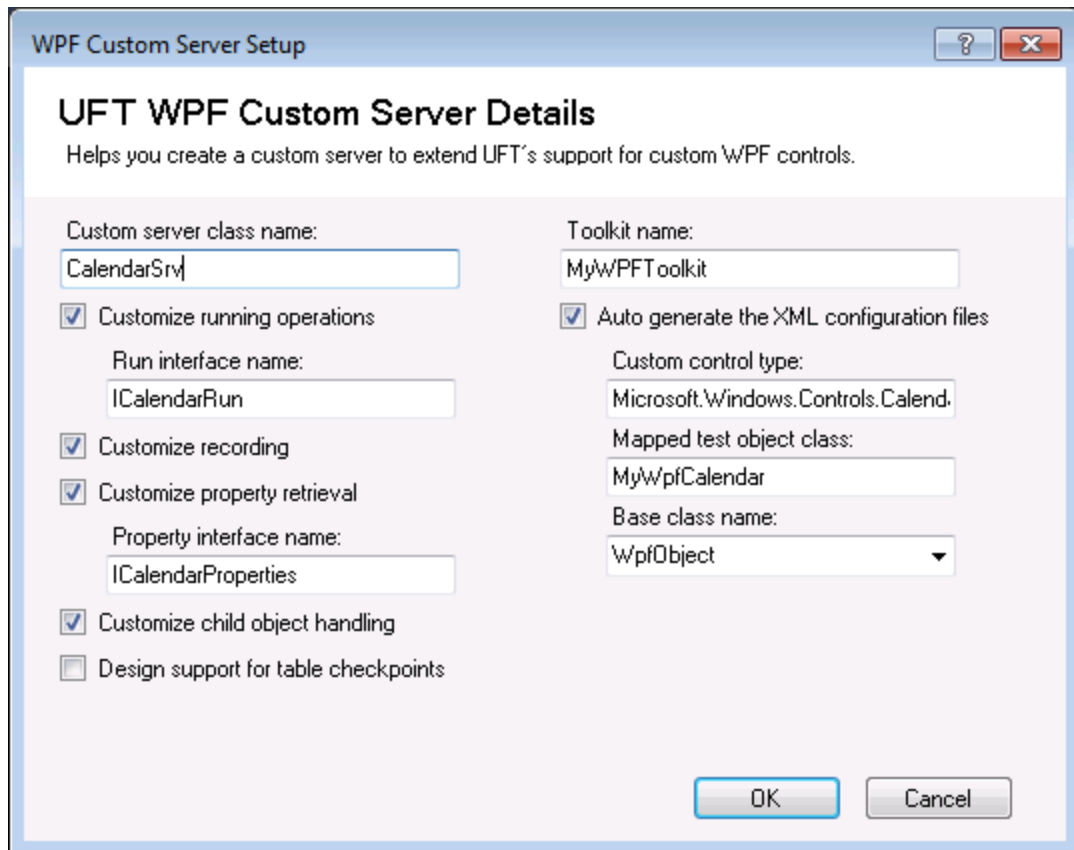 WPF Custom Server Setup
UFT WPF Custom Server Details
Helps you create a custom server to extend UFT´s support for custom WPF controls.
Custom server class name:
CalendarSrv
Customize running operations
Run interface name:
ICalendarRun
Customize recording
Customize property retrieval
Property interface name:
ICalendarProperties
Customize child object handling
Design support for table checkpoints
Toolkit name:
MyWPFToolkit
Auto generate the XML configuration files
Custom control type:
Microsoft.Windows.Controls.Calend
Mapped test object class:
MyWpfCalendar
Base class name:
WpfObject
OK
Cancel